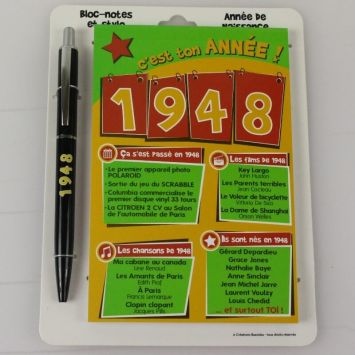 Bloc-notes
et stylo
Année de
naissance
c'est ton ANNÉE !
1948
1948
Ça s'est passé en 1948
- Le premier appareil photo
POLAROID
- Sortie du jeu du SCRABBLE
- Columbia commercialise le
premier disque vinyl 33 tours
- La CITROEN 2 CV au Salon
de l'automobile de Paris
Les films de 1948
Key Largo
John Huston
Les Parents terribles
Jean Cocteau
Le Voleur de bicyclette
Vittorio De Sica
La Dame de Shanghai
Orson Welles
Les Chansons de 1948
Ma cabane au canada
Line Renaud
Les Amants de Paris
Edith Piaf
À Paris
Francis Lemarque
Clopin clopant
Jacques Pills
Ils sont nés en 1948
Gérard Depardieu
Grace Jones
Nathalie Baye
Anne Sinclair
Jean Michel Jarre
Laurent Voulzy
Louis Chedid
... et surtout TOI !